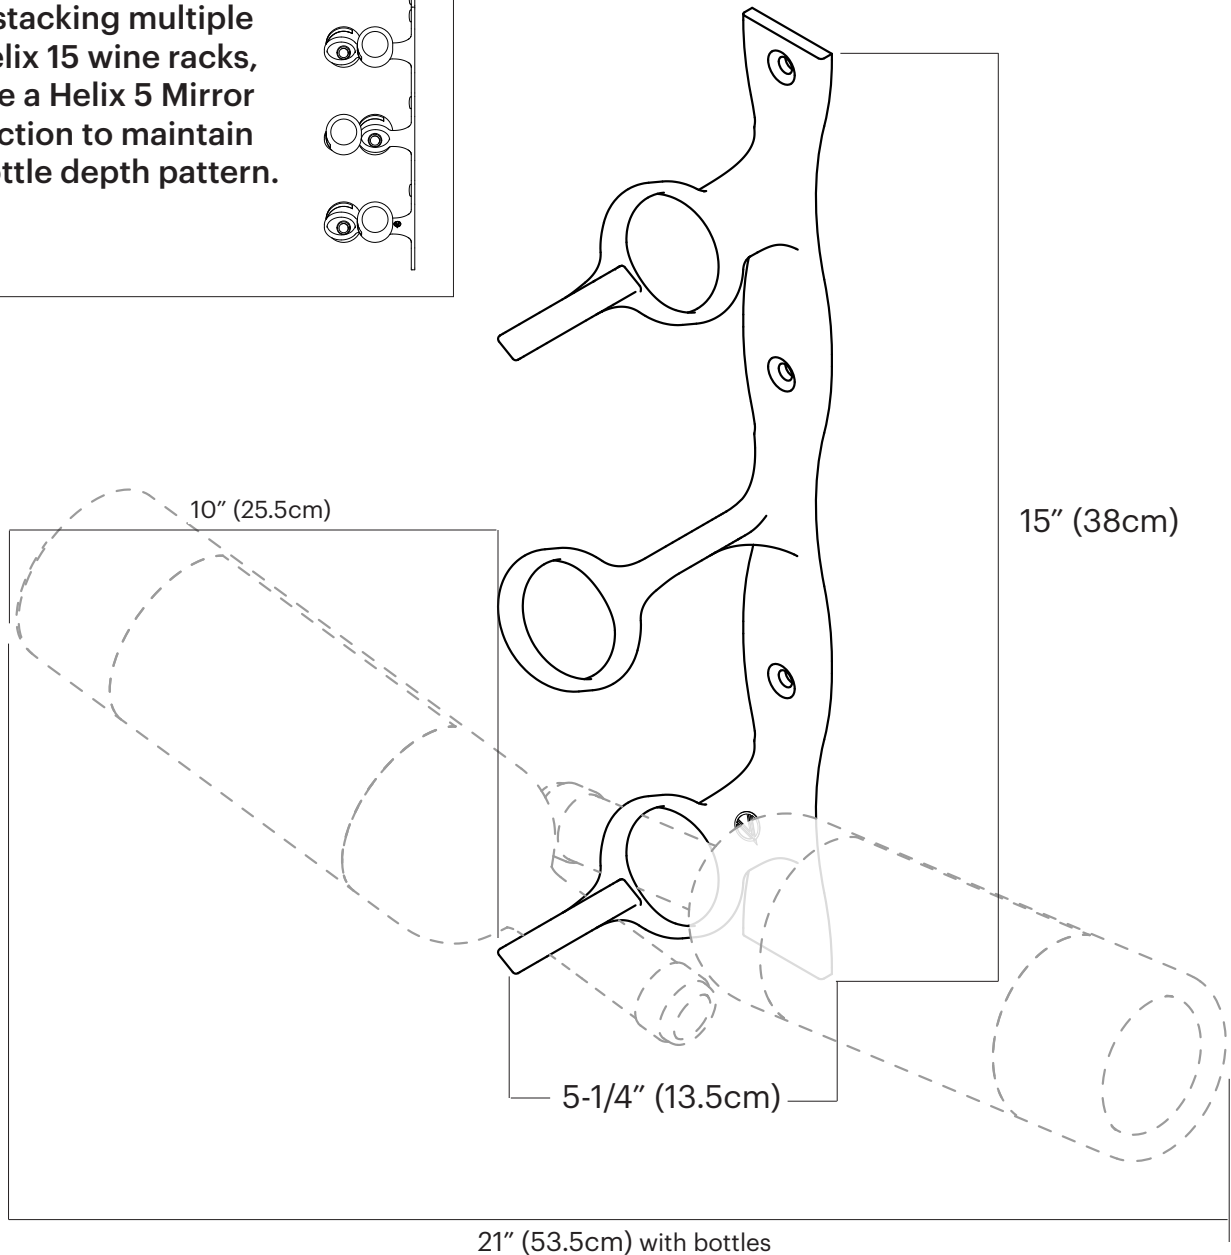 stacking multiple
elix 15 wine racks,
e a Helix 5 Mirror
ction to maintain
ttle depth pattern.
10” (25.5cm)
15” (38cm)
5-1/4” (13.5cm)
21” (53.5cm) with bottles